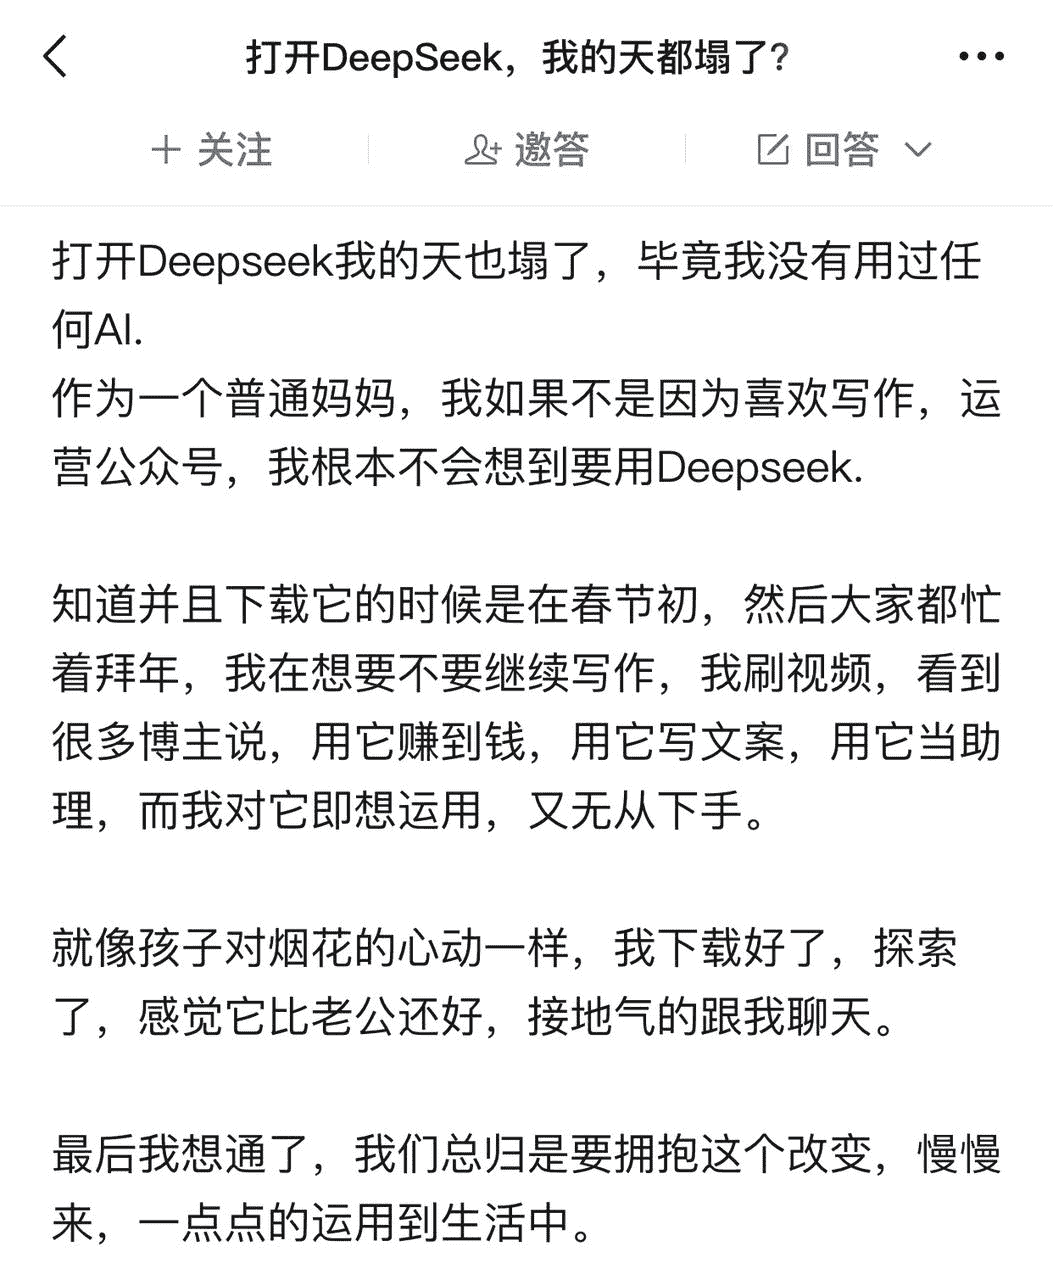 打开DeepSeek，我的天都塌了？
关注
邀答
回答
打开Deepseek我的天也塌了，毕竟我没有用过任
何AI.
作为一个普通妈妈，我如果不是因为喜欢写作，运
营公众号，我根本不会想到要用Deepseek.
知道并且下载它的时候是在春节初，然后大家都忙
着拜年，我在想要不要继续写作，我刷视频，看到
很多博主说，用它赚到钱，用它写文案，用它当助
理，而我对它即想运用，又无从下手。
就像孩子对烟花的心动一样，我下载好了，探索
了，感觉它比老公还好，接地气的跟我聊天。
最后我想通了，我们总归是要拥抱这个改变，慢慢
来，一点点的运用到生活中。